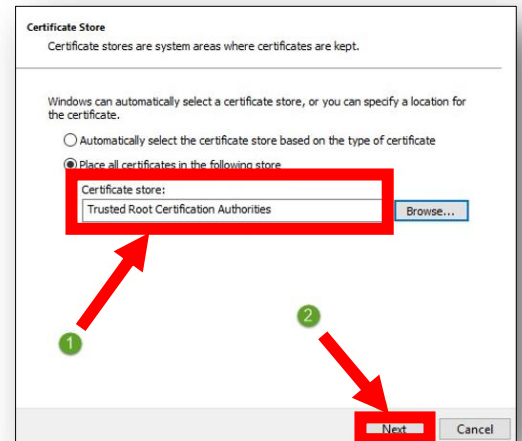 Certificate Store
Certificate stores are system areas where certificates are kept.
Windows can automatically select a certificate store, or you can specify a location for
the certificate.
Automatically select the certificate store based on the type of certificate
Place all certificates in the following store
Certificate store:
Trusted Root Certification Authorities
Browse...
1
2
Next
Cancel